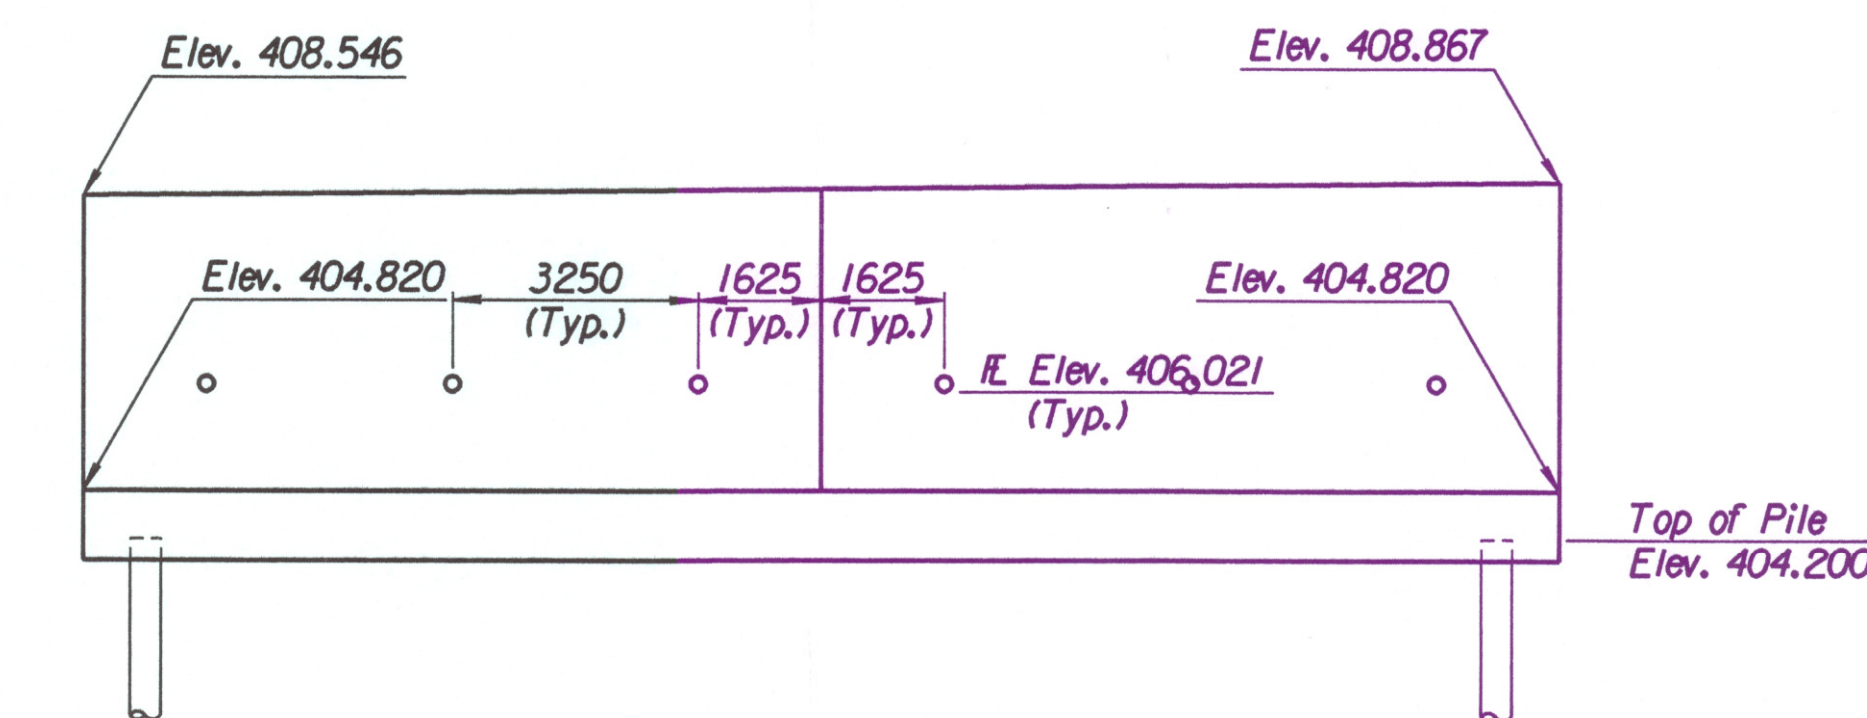 Elev. 408.546
Elev. 408.867
Elev. 404.820
3250
(Typ.)
1625
(Typ.)
1625
(Typ.)
Elev. 404.820
Elev. 406.021
(Typ.)
Top of Pile
Elev. 404.200